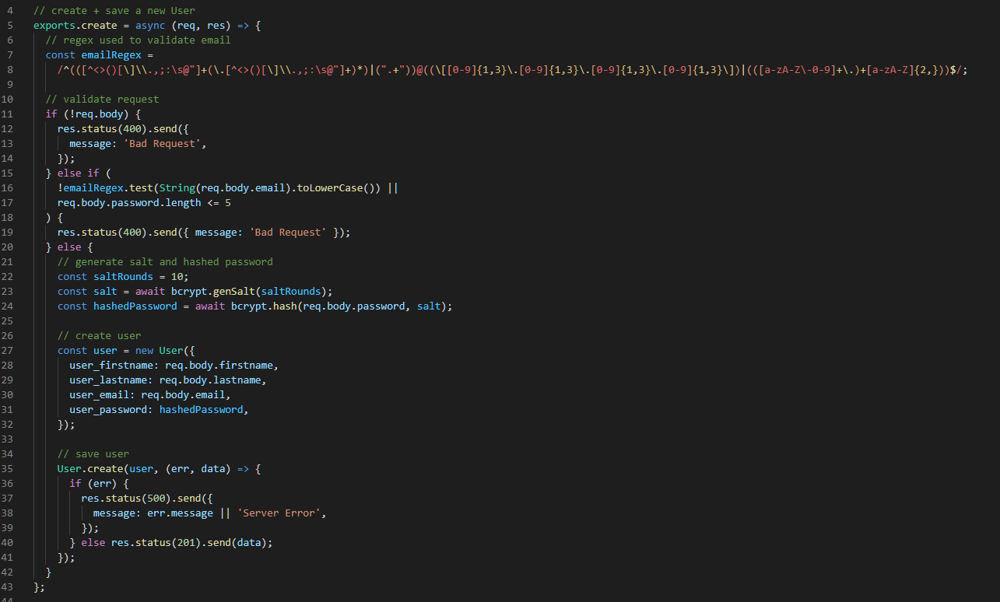 4 // create + save a new User
5 exports.create = async (req, res) => {
6 // regex used to validate email
7 const emailRegex =
8 /^(([^<>()[\]\\.,;:\s@"]+(\.[^<>()[\]\\.,;:\s@"]+)*)|(".+"))@((\[[0-9]{1,3}\.[0-9]{1,3}\.[0-9]{1,3}\.[0-9]{1,3}\])|(([a-zA-Z\-0-9]+\.)+[a-zA-Z]{2,}))$/;
9
10 // validate request
11 if (!req.body) {
12 res.status(400).send({
13 message: 'Bad Request',
14 });
15 } else if (
16 !emailRegex.test(String(req.body.email).toLowerCase()) ||
17 req.body.password.length <= 5
18 ) {
19 res.status(400).send({ message: 'Bad Request' });
20 } else {
21 // generate salt and hashed password
22 const saltRounds = 10;
23 const salt = await bcrypt.genSalt(saltRounds);
24 const hashedPassword = await bcrypt.hash(req.body.password, salt);
25
26 // create user
27 const user = new User({
28 user_firstname: req.body.firstname,
29 user_lastname: req.body.lastname,
30 user_email: req.body.email,
31 user_password: hashedPassword,
32 });
33
34 // save user
35 User.create(user, (err, data) => {
36 if (err) {
37 res.status(500).send({
38 message: err.message || 'Server Error',
39 });
40 } else res.status(201).send(data);
41 });
42 }
43 };
44